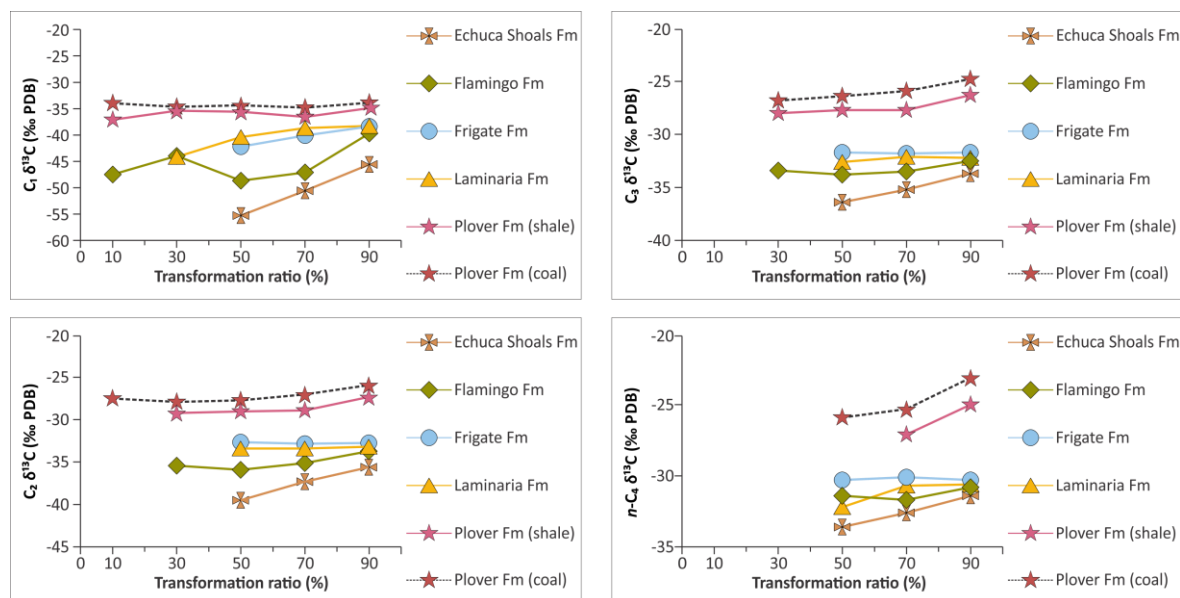 -20
-25
-30
-35
-40
-45
-50
-55
-60
0 10 30 50 70 90
C₁ δ¹³C (‰ PDB)
Transformation ratio (%)
Echuca Shoals Fm
Flamingo Fm
Frigate Fm
Laminaria Fm
Plover Fm (shale)
Plover Fm (coal)
-20
-25
-30
-35
-40
0 10 30 50 70 90
C₃ δ¹³C (‰ PDB)
Transformation ratio (%)
Echuca Shoals Fm
Flamingo Fm
Frigate Fm
Laminaria Fm
Plover Fm (shale)
Plover Fm (coal)
-20
-25
-30
-35
-40
-45
0 10 30 50 70 90
C₂ δ¹³C (‰ PDB)
Transformation ratio (%)
Echuca Shoals Fm
Flamingo Fm
Frigate Fm
Laminaria Fm
Plover Fm (shale)
Plover Fm (coal)
-20
-25
-30
-35
0 10 30 50 70 90
n-C₄ δ¹³C (‰ PDB)
Transformation ratio (%)
Echuca Shoals Fm
Flamingo Fm
Frigate Fm
Laminaria Fm
Plover Fm (shale)
Plover Fm (coal)